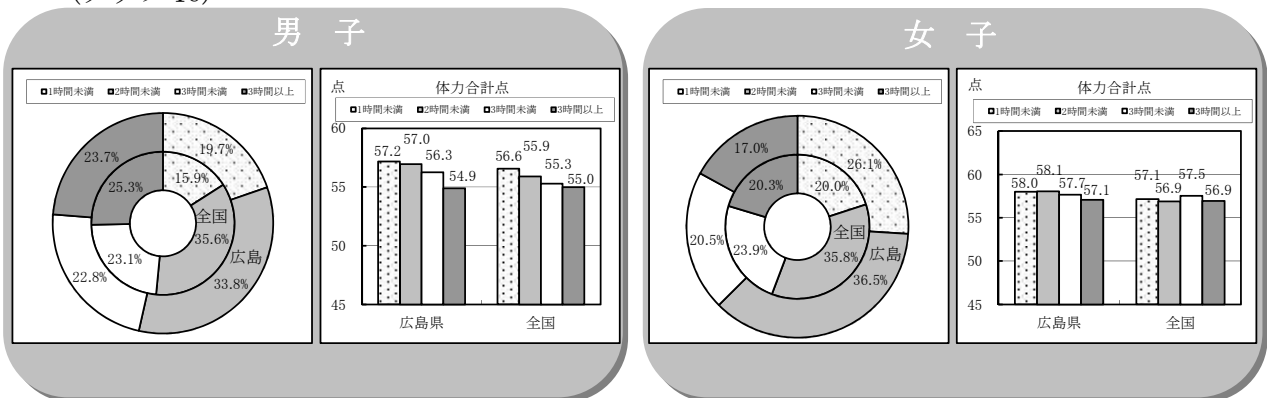 男 子
□1時間未満 □2時間未満 □3時間未満 ■3時間以上
23.7%
19.7%
25.3%
15.9%
全国
35.6%
広島
23.1%
33.8%
22.8%
点
体力合計点
□1時間未満 □2時間未満 □3時間未満 ■3時間以上
60
57.2
57.0
56.3
54.9
56.6
55.9
55.3
55.0
55
50
45
広島県
全国
女 子
□1時間未満 □2時間未満 □3時間未満 ■3時間以上
17.0%
26.1%
20.3%
20.0%
全国
広島
20.5%
23.9%
35.8%
36.5%
点
体力合計点
□1時間未満 □2時間未満 □3時間未満 ■3時間以上
65
60
58.0
58.1
57.7
57.1
57.1
56.9
57.5
56.9
55
50
45
広島県
全国